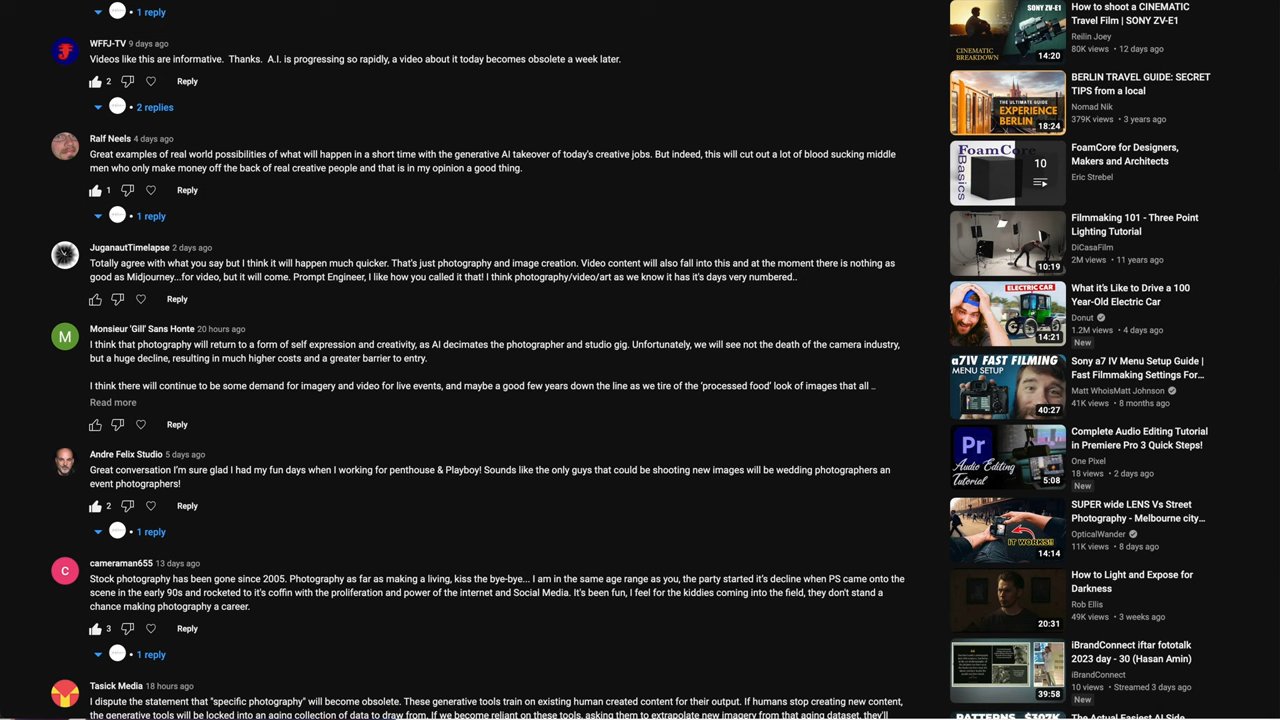 1 reply
WFFJ-TV 9 days ago
Videos like this are informative. Thanks. A.I. is progressing so rapidly, a video about it today becomes obsolete a week later.
2 Reply
2 replies
Ralf Neels 4 days ago
Great examples of real world possibilities of what will happen in a short time with the generative AI takeover of today's creative jobs. But indeed, this will cut out a lot of blood sucking middle
men who only make money off the back of real creative people and that is in my opinion a good thing.
1 Reply
1 reply
JuganautTimelapse 2 days ago
Totally agree with what you say but I think it will happen much quicker. That's just photography and image creation. Video content will also fall into this and at the moment there is nothing as
good as Midjourney...for video, but it will come. Prompt Engineer, I like how you called it that! I think photography/video/art as we know it has it's days very numbered..
Reply
M
Monsieur 'Gill' Sans Honte 20 hours ago
I think that photography will return to a form of self expression and creativity, as AI decimates the photographer and studio gig. Unfortunately, we will see not the death of the camera industry,
but a huge decline, resulting in much higher costs and a greater barrier to entry.
I think there will continue to be some demand for imagery and video for live events, and maybe a good few years down the line as we tire of the 'processed food' look of images that all ..
Read more
Reply
Andre Felix Studio 5 days ago
Great conversation I'm sure glad I had my fun days when I working for penthouse & Playboy! Sounds like the only guys that could be shooting new images will be wedding photographers an
event photographers!
2 Reply
1 reply
c
cameraman655 13 days ago
Stock photography has been gone since 2005. Photography as far as making a living, kiss the bye-bye... I am in the same age range as you, the party started it's decline when PS came onto the
scene in the early 90s and rocketed to it's coffin with the proliferation and power of the internet and Social Media. It's been fun, I feel for the kiddies coming into the field, they don't stand a
chance making photography a career.
3 Reply
1 reply
Tasick Media 18 hours ago
I dispute the statement that "specific photography" will become obsolete. These generative tools train on existing human created content for their output. If humans stop creating new content,
the generative tools will be locked into an aging collection of data to draw from. If we become reliant on these tools, asking them to extrapolate new imagery from that aging dataset, they'll
SONY ZV-E1
CINEMATIC
BREAKDOWN
14:20
How to shoot a CINEMATIC
Travel Film | SONY ZV-E1
Reilin Joey
80K views • 12 days ago
THE ULTIMATE GUIDE
EXPERIENCE
BERLIN
18:24
BERLIN TRAVEL GUIDE: SECRET
TIPS from a local
Nomad Nik
379K views • 3 years ago
FoamCore
Basics
10
FoamCore for Designers,
Makers and Architects
Eric Strebel
10:19
Filmmaking 101 - Three Point
Lighting Tutorial
DiCasaFilm
2M views • 11 years ago
ELECTRIC CAR
14:21
What it's Like to Drive a 100
Year-Old Electric Car
Donut
1.2M views • 4 days ago
New
a7IV FAST FILMING
MENU SETUP
40:27
Sony a7 IV Menu Setup Guide |
Fast Filmmaking Settings For...
Matt WhoisMatt Johnson
41K views • 8 months ago
Pr
Audio Editing
Tutorial
5:08
Complete Audio Editing Tutorial
in Premiere Pro 3 Quick Steps!
One Pixel
18 views • 2 days ago
New
IT WORKS!!
14:14
SUPER wide LENS Vs Street
Photography - Melbourne city...
OpticalWander
11K views • 8 days ago
20:31
How to Light and Expose for
Darkness
Rob Ellis
49K views • 3 weeks ago
39:58
iBrandConnect iftar fototalk
2023 day - 30 (Hasan Amin)
iBrandConnect
10 views • Streamed 3 days ago
PATTERNS $307K
The Actual Fastest AI Side